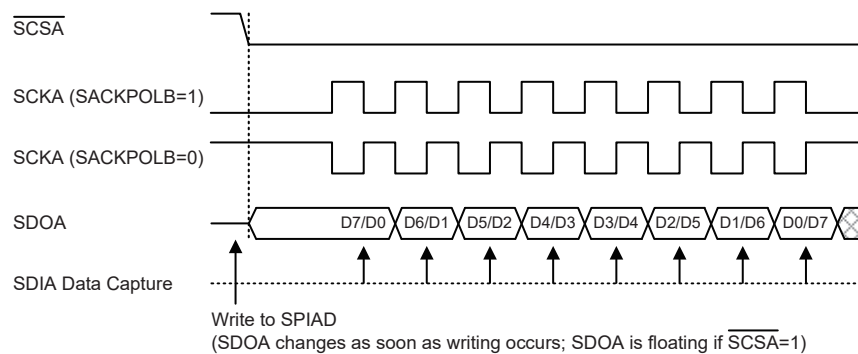 SCSA
SCKA (SACKPOLB=1)
SCKA (SACKPOLB=0)
SDOA D7/D0 D6/D1 D5/D2 D4/D3 D3/D4 D2/D5 D1/D6 D0/D7
SDIA Data Capture
Write to SPIAD
(SDOA changes as soon as writing occurs; SDOA is floating if SCSA=1)